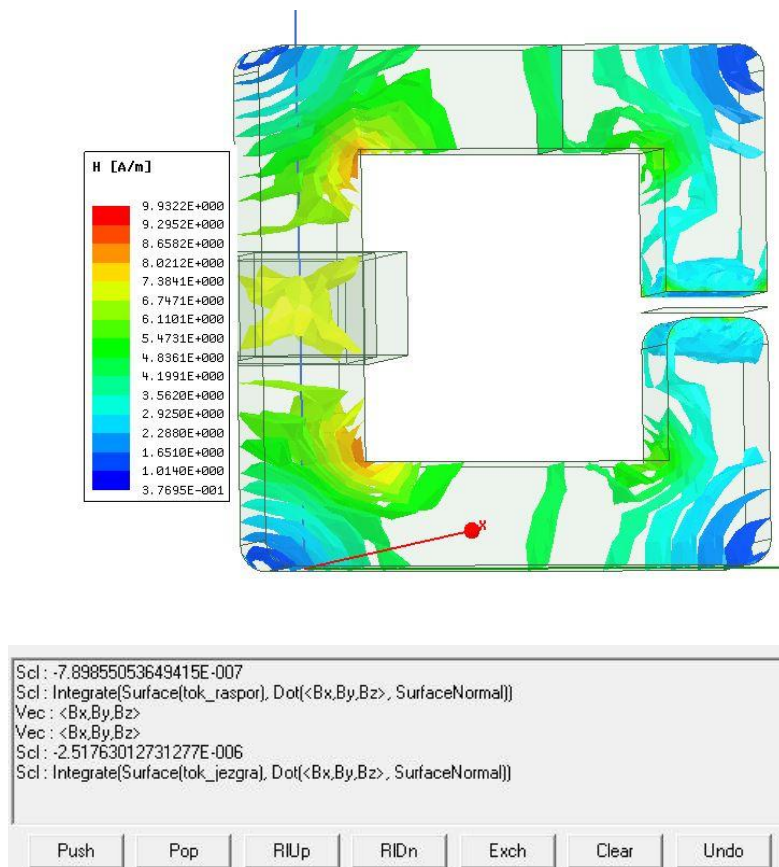 H [A/m]
9.9322E+000
9.2952E+000
8.6582E+000
8.0212E+000
7.3841E+000
6.7471E+000
6.1101E+000
5.4731E+000
4.8361E+000
4.1991E+000
3.5620E+000
2.9250E+000
2.2880E+000
1.6510E+000
1.0140E+000
3.7695E-001
X
Scl : -7.89855053649415E-007
Scl : Integrate(Surface(tok_raspor), Dot(<Bx,By,Bz>, SurfaceNormal))
Vec : <Bx,By,Bz>
Vec : <Bx,By,Bz>
Scl : -2.51763012731277E-006
Scl : Integrate(Surface(tok_jezgra), Dot(<Bx,By,Bz>, SurfaceNormal))
Push Pop RlUp RlDn Exch Clear Undo